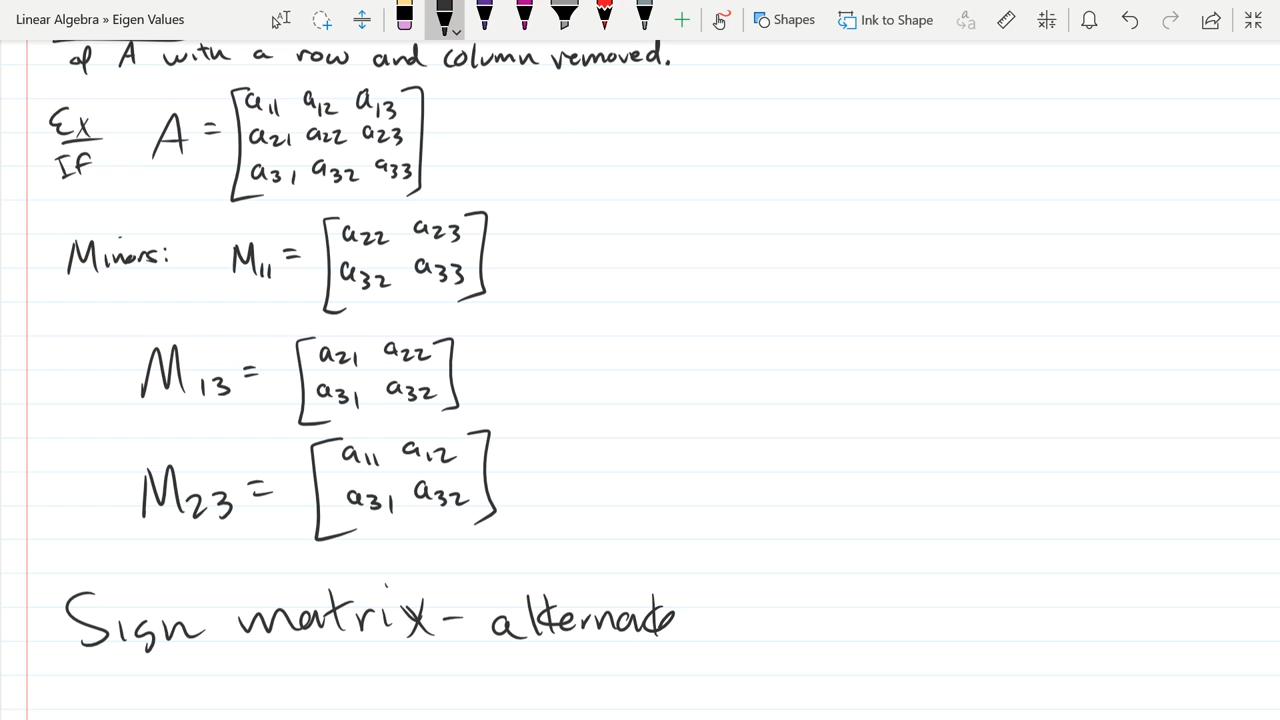 Linear Algebra » Eigen Values
Shapes
Ink to Shape
of A with a row and column removed.
Ex
If
A = [a11 a12 a13
a21 a22 a23
a31 a32 a33]
Minors: M11 = [a22 a23
a32 a33]
M13 = [a21 a22
a31 a32]
M23 = [a11 a12
a31 a32]
Sign matrix - alternate